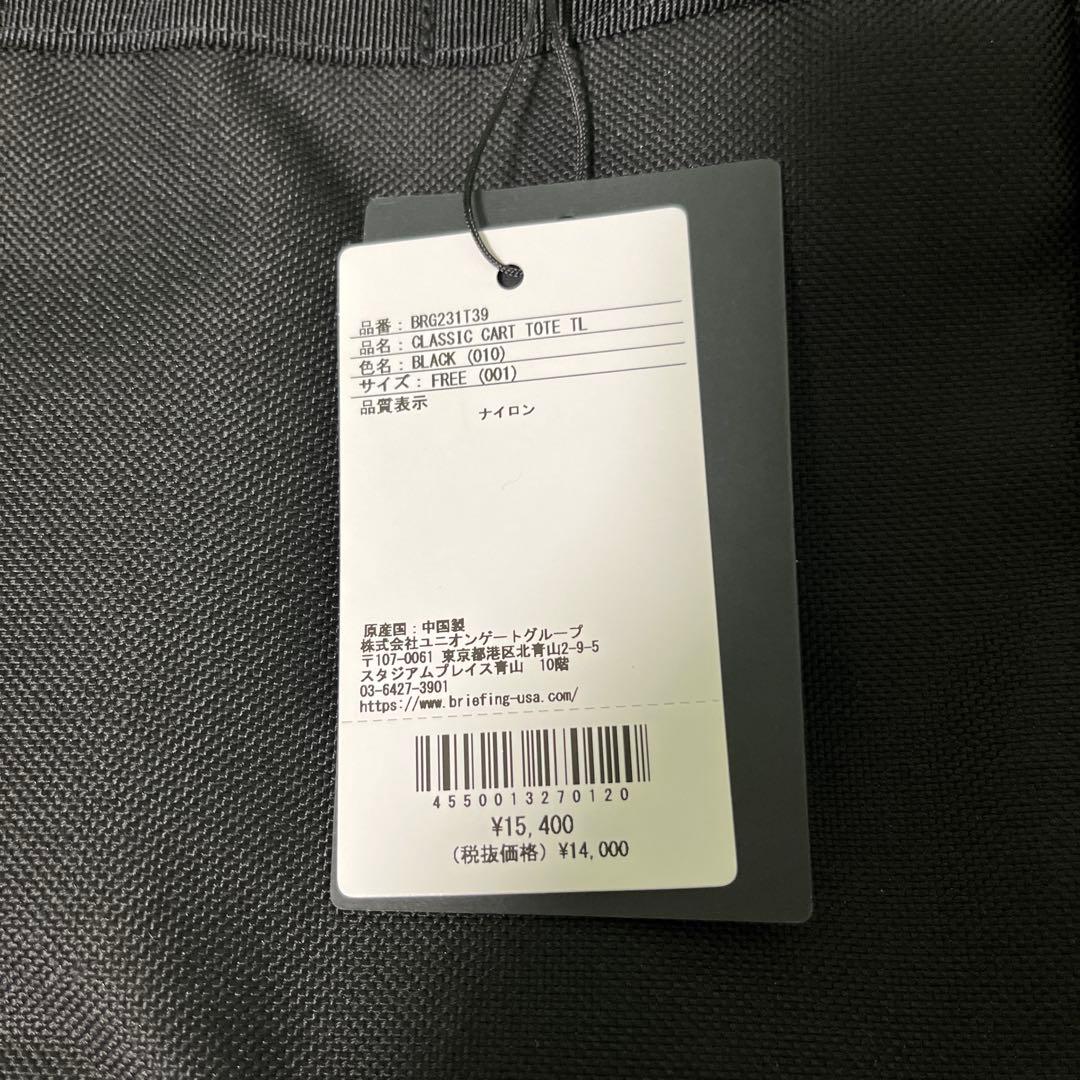 品番：BRG231T39
品名：CLASSIC CART TOTE TL
色名：BLACK (010)
サイズ：FREE (001)
品質表示
ナイロン
原産国：中国製
株式会社ユニオンゲートグループ
〒107-0061 東京都港区北青山2-9-5
スタジアムプレイス青山 10階
03-6427-3901
https://www.briefing-usa.com/
4550013270120
¥15,400
(税抜価格) ¥14,000